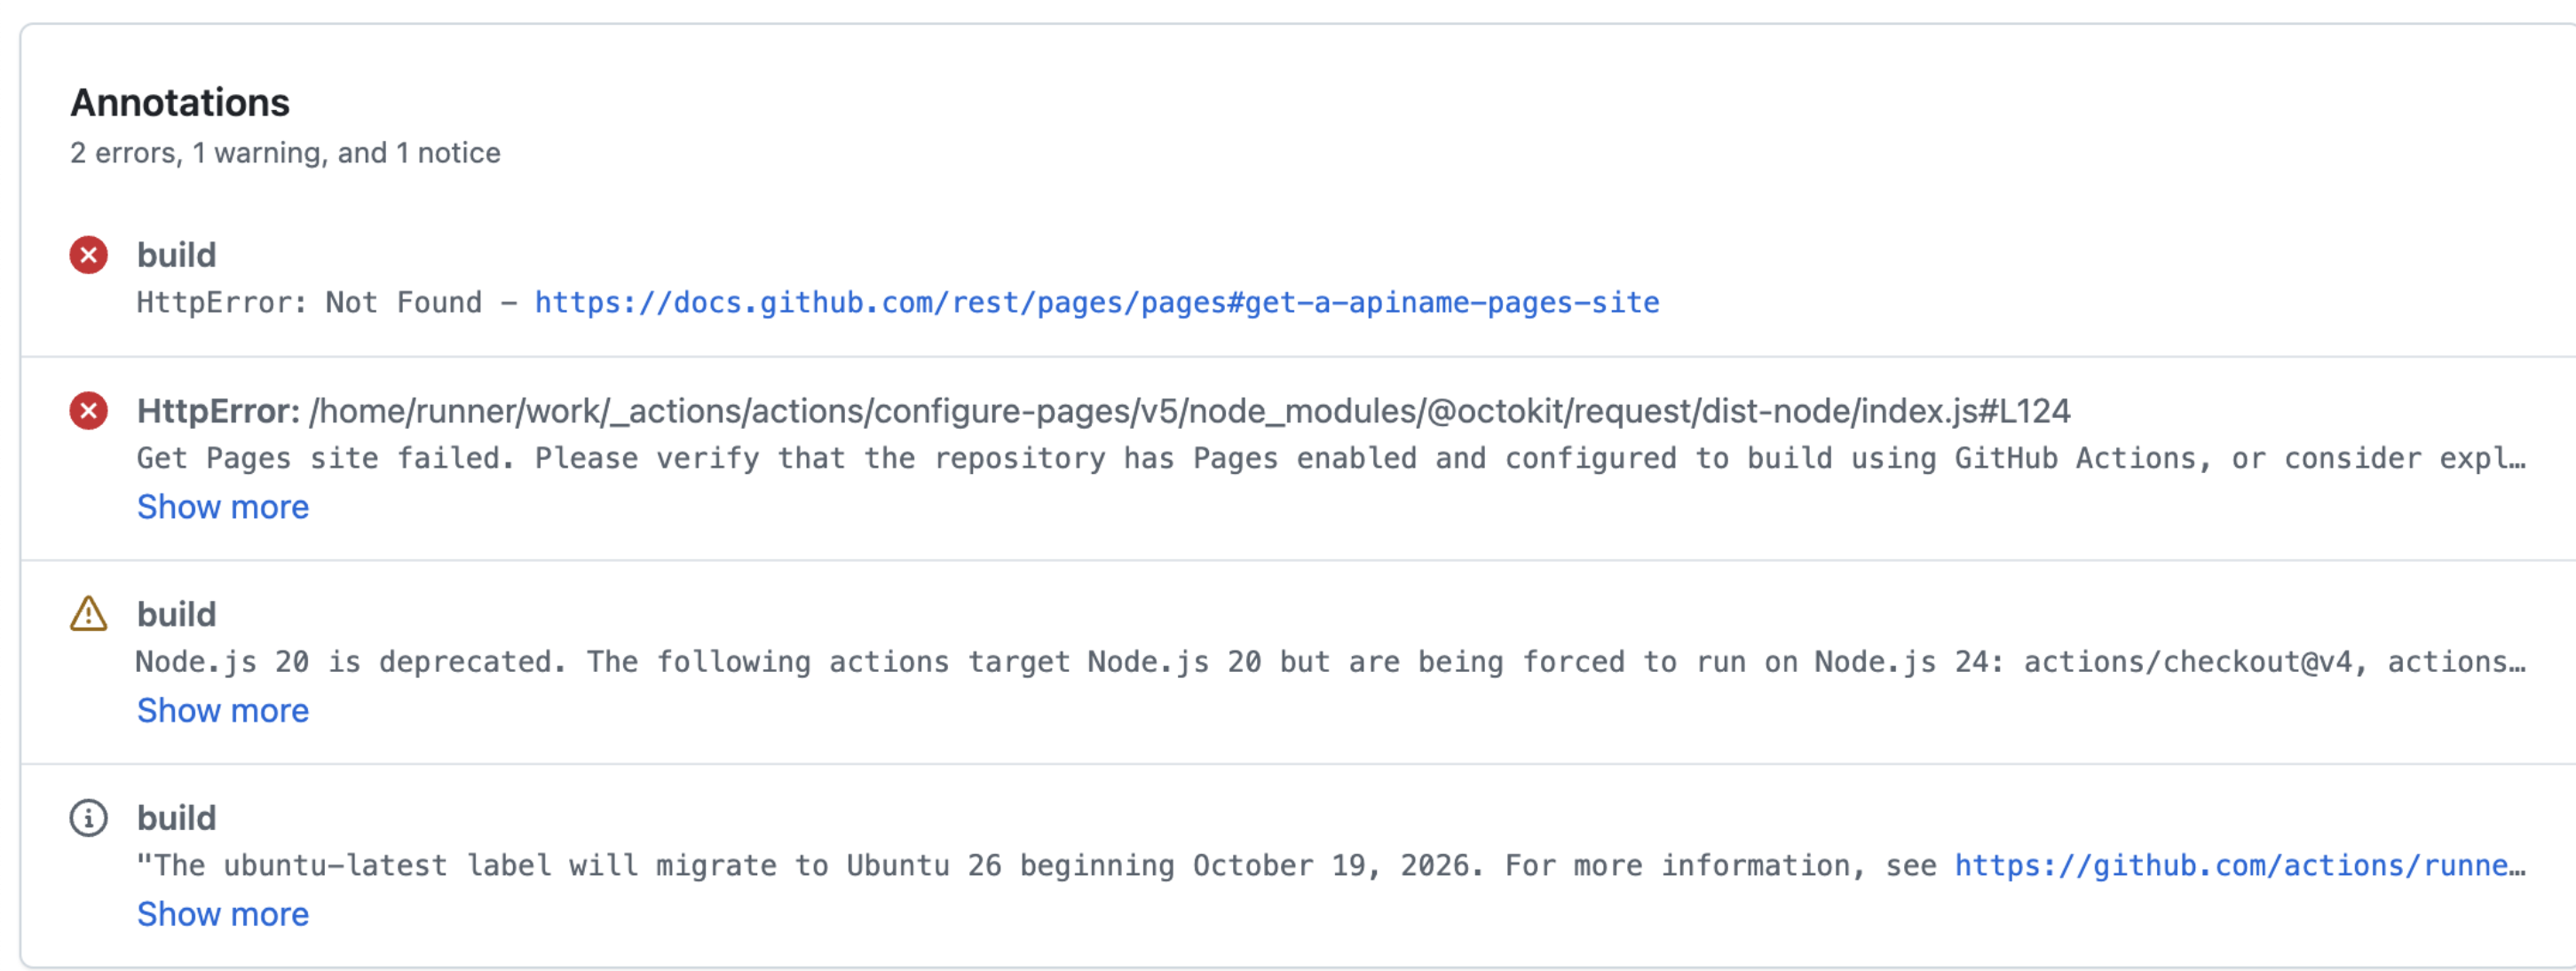 Annotations
2 errors, 1 warning, and 1 notice
build
HttpError: Not Found - https://docs.github.com/rest/pages/pages#get-a-apiname-pages-site
HttpError: /home/runner/work/_actions/actions/configure-pages/v5/node_modules/@octokit/request/dist-node/index.js#L124
Get Pages site failed. Please verify that the repository has Pages enabled and configured to build using GitHub Actions, or consider expl…
Show more
build
Node.js 20 is deprecated. The following actions target Node.js 20 but are being forced to run on Node.js 24: actions/checkout@v4, actions…
Show more
build
"The ubuntu-latest label will migrate to Ubuntu 26 beginning October 19, 2026. For more information, see https://github.com/actions/runne…
Show more